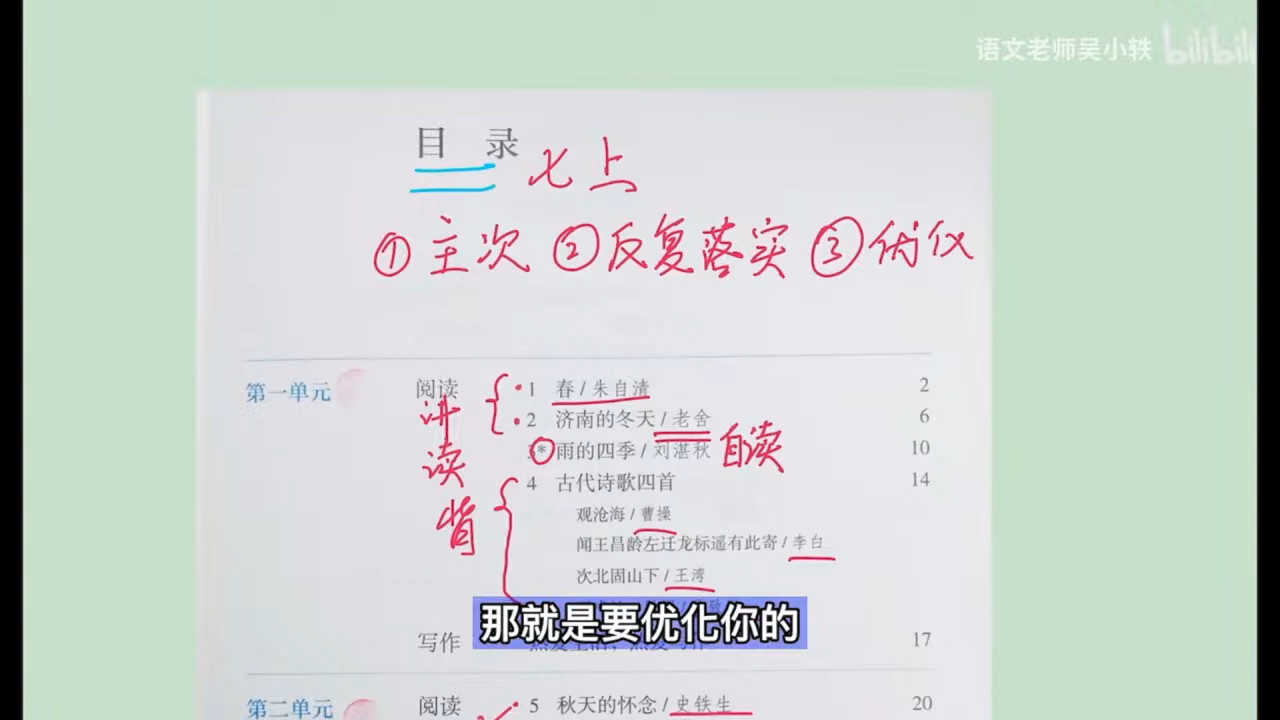 语文老师吴小轶 bilibili
目 录
七上
①主次 ②反复落实 ③优化
第一单元 阅读 1 春/朱自清 2
讲 2 济南的冬天/老舍 6
读 3* 雨的四季/刘湛秋 自读 10
背 4 古代诗歌四首 14
观沧海/曹操
闻王昌龄左迁龙标遥有此寄/李白
次北固山下/王湾
那就是要优化你的
写作 17
第二单元 阅读 5 秋天的怀念/史铁生 20